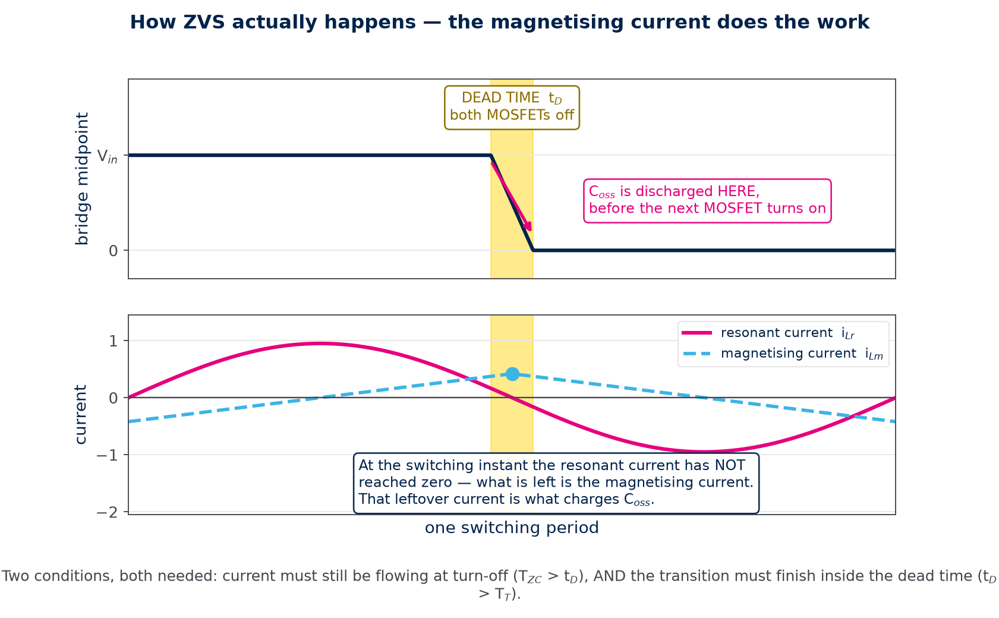 How ZVS actually happens — the magnetising current does the work
DEAD TIME t_D
both MOSFETs off
bridge midpoint
V_in
0
C_oss is discharged HERE,
before the next MOSFET turns on
resonant current i_Lr
magnetising current i_Lm
current
1
0
−1
−2
At the switching instant the resonant current has NOT
reached zero — what is left is the magnetising current.
That leftover current is what charges C_oss.
one switching period
Two conditions, both needed: current must still be flowing at turn-off (T_ZC > t_D), AND the transition must finish inside the dead time (t_D
> T_T).